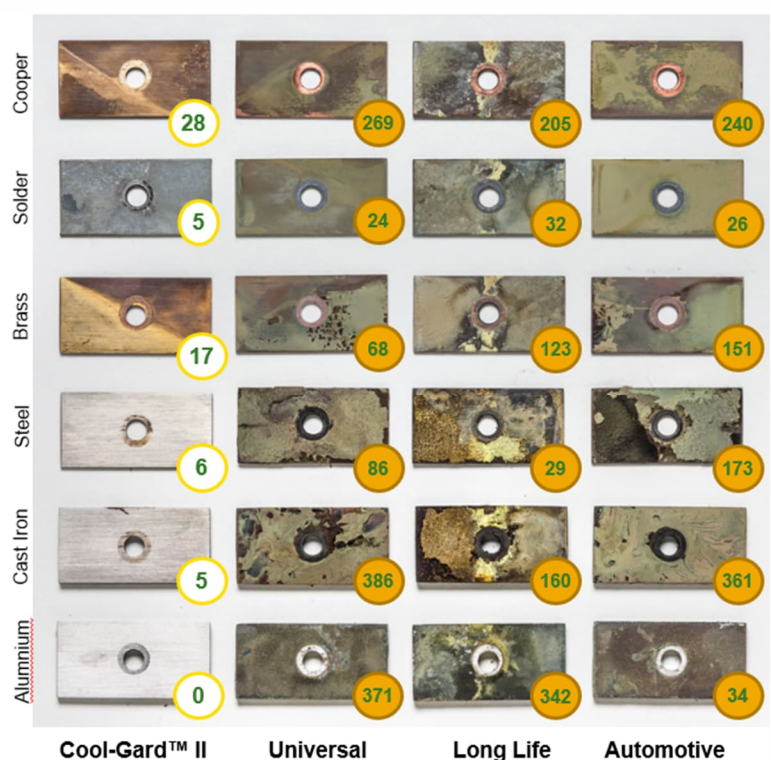 Cooper
28
269
205
240
Solder
5
24
32
26
Brass
17
68
123
151
Steel
6
86
29
173
Cast Iron
5
386
160
361
Alumnium
0
371
342
34
Cool-Gard™ II
Universal
Long Life
Automotive